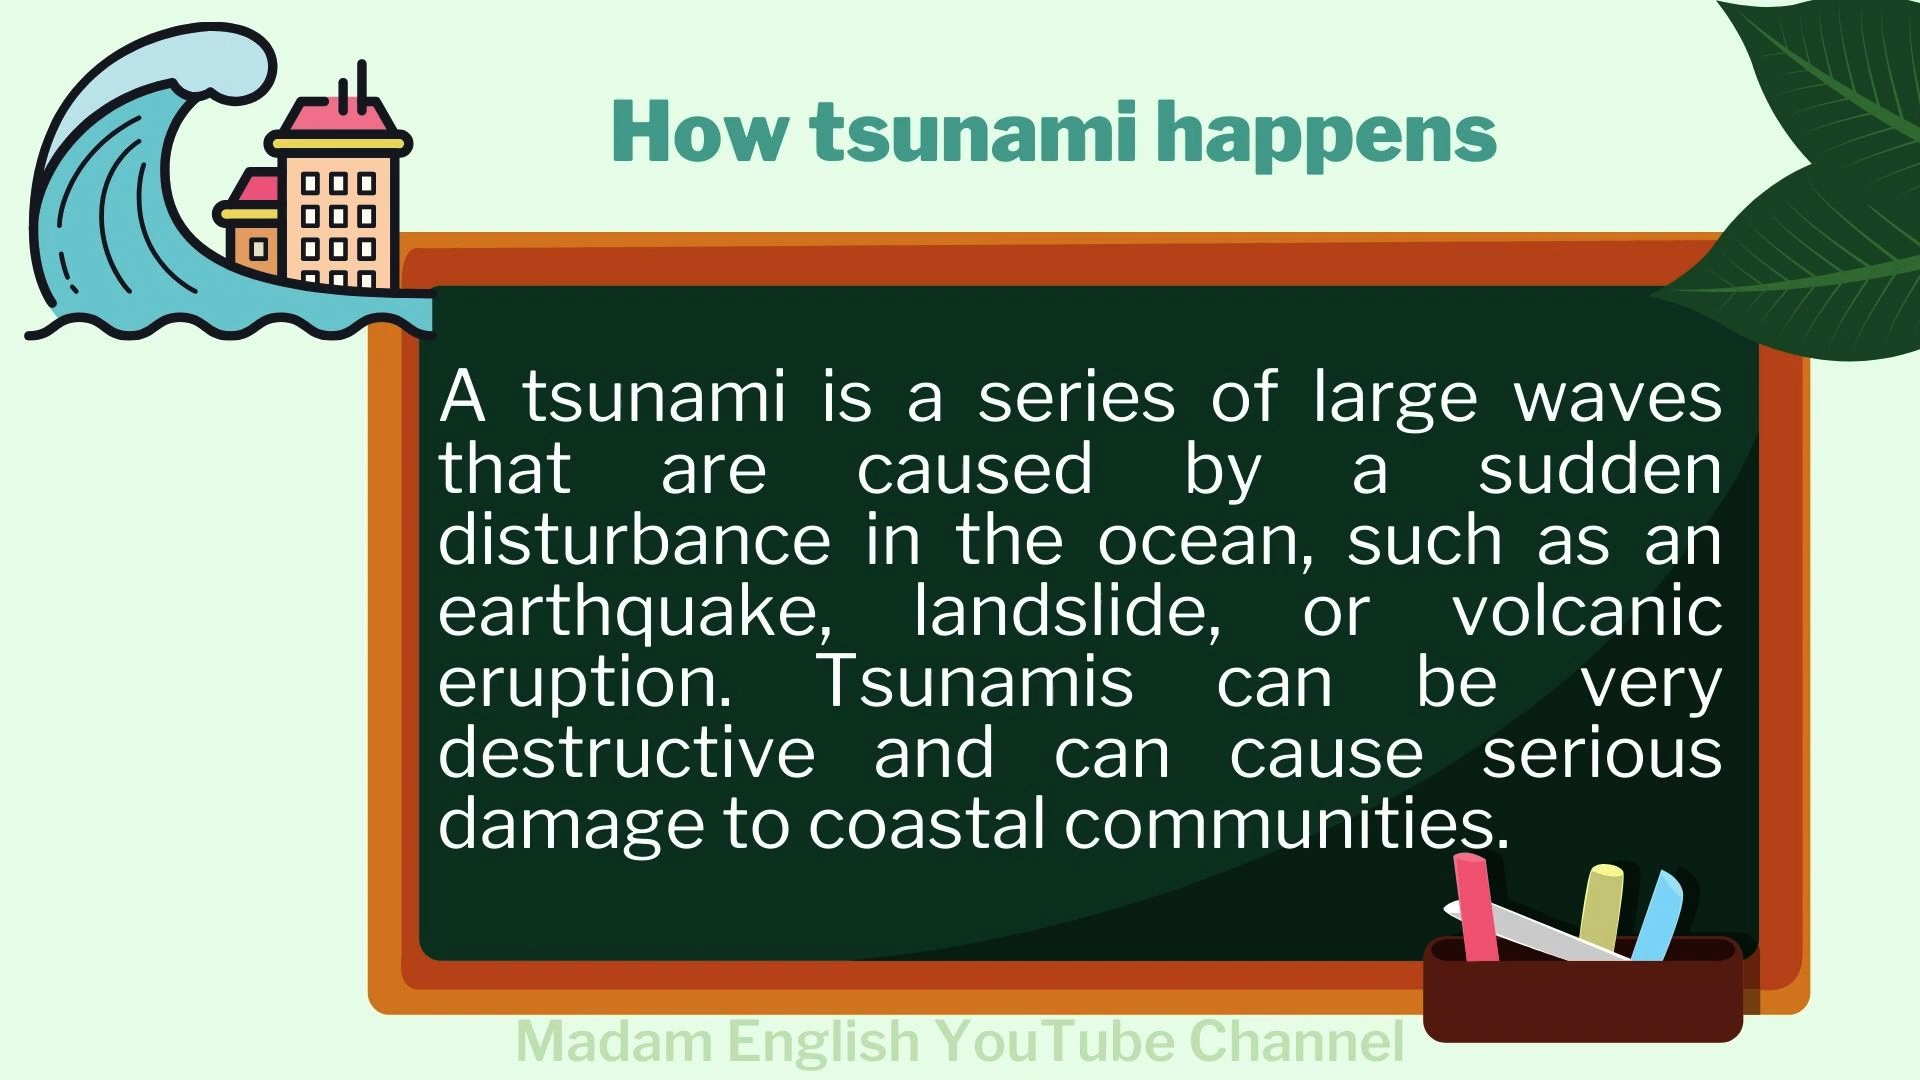 How tsunami happens
A tsunami is a series of large waves
that are caused by a sudden
disturbance in the ocean, such as an
earthquake, landslide, or volcanic
eruption. Tsunamis can be very
destructive and can cause serious
damage to coastal communities.
Madam English YouTube Channel